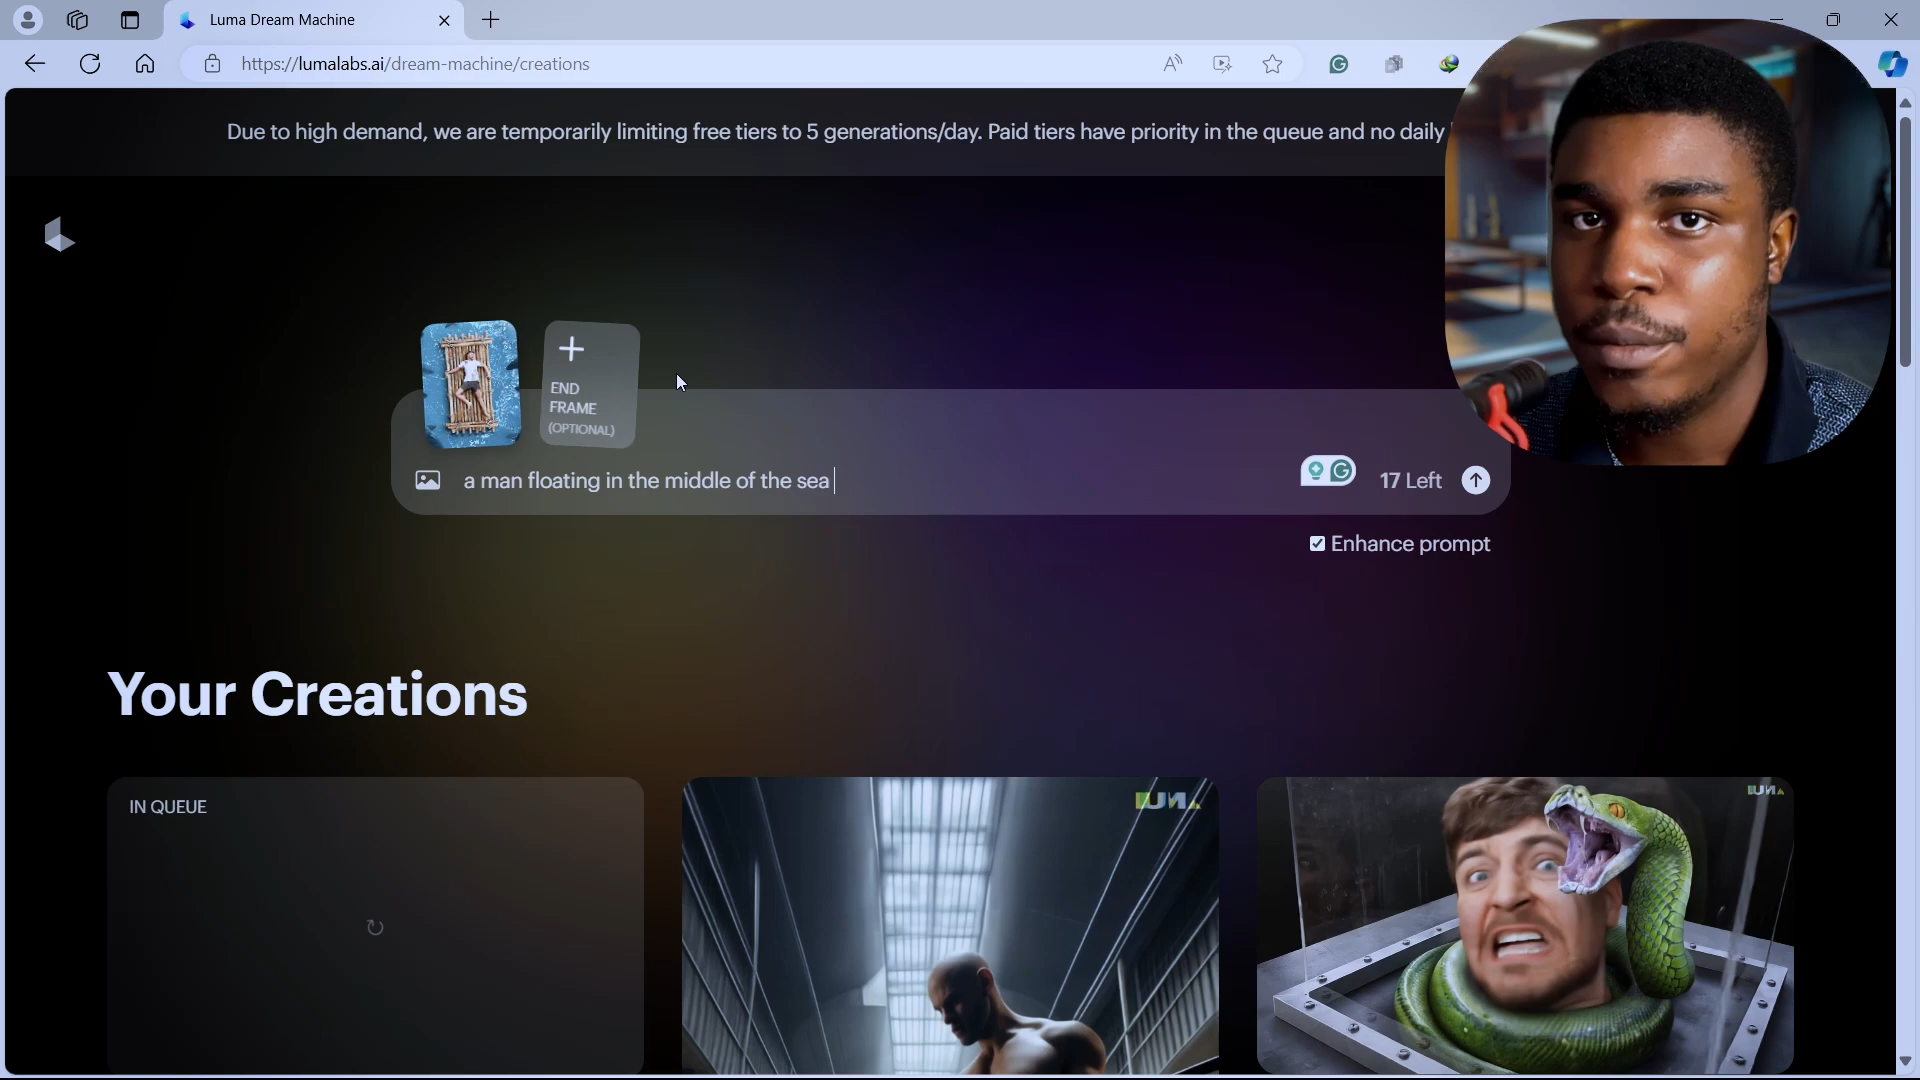 Luma Dream Machine
https://lumalabs.ai/dream-machine/creations
Due to high demand, we are temporarily limiting free tiers to 5 generations/day. Paid tiers have priority in the queue and no daily
END
FRAME
(OPTIONAL)
a man floating in the middle of the sea
17 Left
Enhance prompt
Your Creations
IN QUEUE